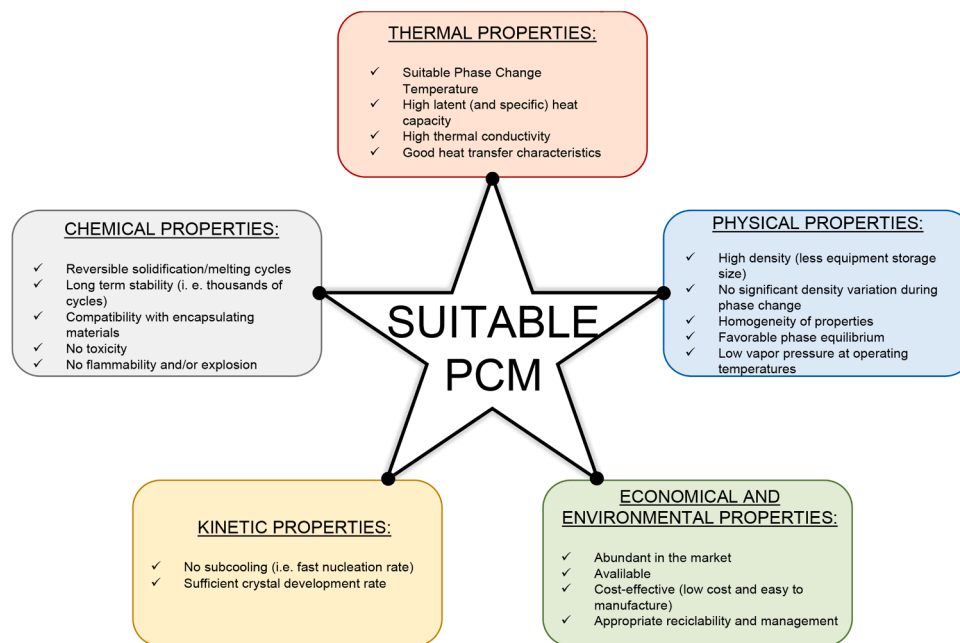 THERMAL PROPERTIES:
✓ Suitable Phase Change
Temperature
✓ High latent (and specific) heat
capacity
✓ High thermal conductivity
✓ Good heat transfer characteristics
CHEMICAL PROPERTIES:
✓ Reversible solidification/melting cycles
✓ Long term stability (i. e. thousands of
cycles)
✓ Compatibility with encapsulating
materials
✓ No toxicity
✓ No flammability and/or explosion
PHYSICAL PROPERTIES:
✓ High density (less equipment storage
size)
✓ No significant density variation during
phase change
✓ Homogeneity of properties
✓ Favorable phase equilibrium
✓ Low vapor pressure at operating
temperatures
SUITABLE
PCM
KINETIC PROPERTIES:
✓ No subcooling (i.e. fast nucleation rate)
✓ Sufficient crystal development rate
ECONOMICAL AND
ENVIRONMENTAL PROPERTIES:
✓ Abundant in the market
✓ Available
✓ Cost-effective (low cost and easy to
manufacture)
✓ Appropriate reciclability and management